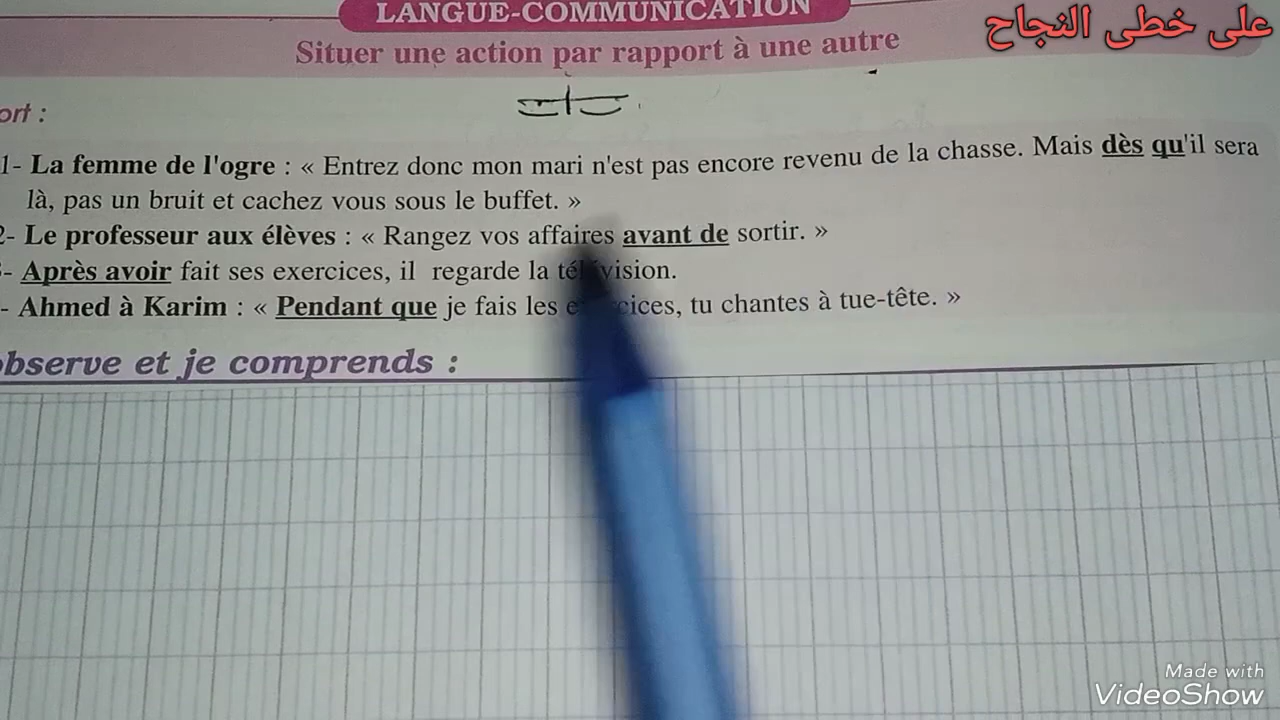 LANGUE-COMMUNICATION
على خطى النجاح
Situer une action par rapport à une autre
ort :
1- La femme de l'ogre : « Entrez donc mon mari n'est pas encore revenu de la chasse. Mais dès qu'il sera
là, pas un bruit et cachez vous sous le buffet. »
2- Le professeur aux élèves : « Rangez vos affaires avant de sortir. »
- Après avoir fait ses exercices, il regarde la télévision.
- Ahmed à Karim : « Pendant que je fais les exercices, tu chantes à tue-tête. »
observe et je comprends :
Made with
VideoShow